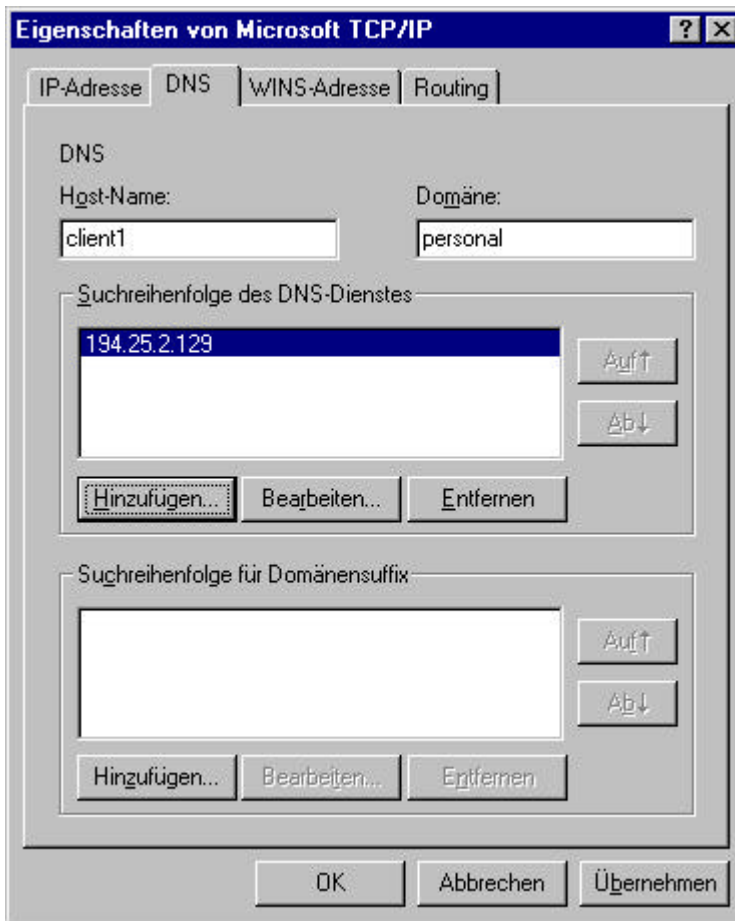 Eigenschaften von Microsoft TCP/IP
IP-Adresse DNS WINS-Adresse Routing
DNS
Host-Name: Domäne:
client1 personal
Suchreihenfolge des DNS-Dienstes
194.25.2.129
Auf↑
Ab↓
Hinzufügen... Bearbeiten... Entfernen
Suchreihenfolge für Domänensuffix
Auf↑
Ab↓
Hinzufügen... Bearbeiten... Entfernen
OK Abbrechen Übernehmen